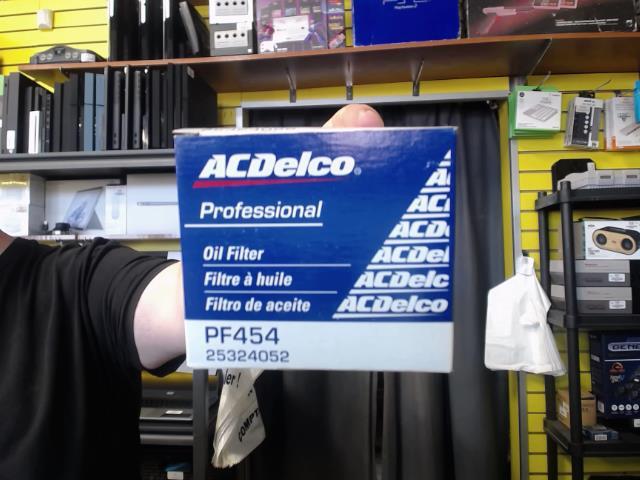 ACDelco®
Professional
Oil Filter
Filtre à huile
Filtro de aceite
PF454
25324052
ACDelco